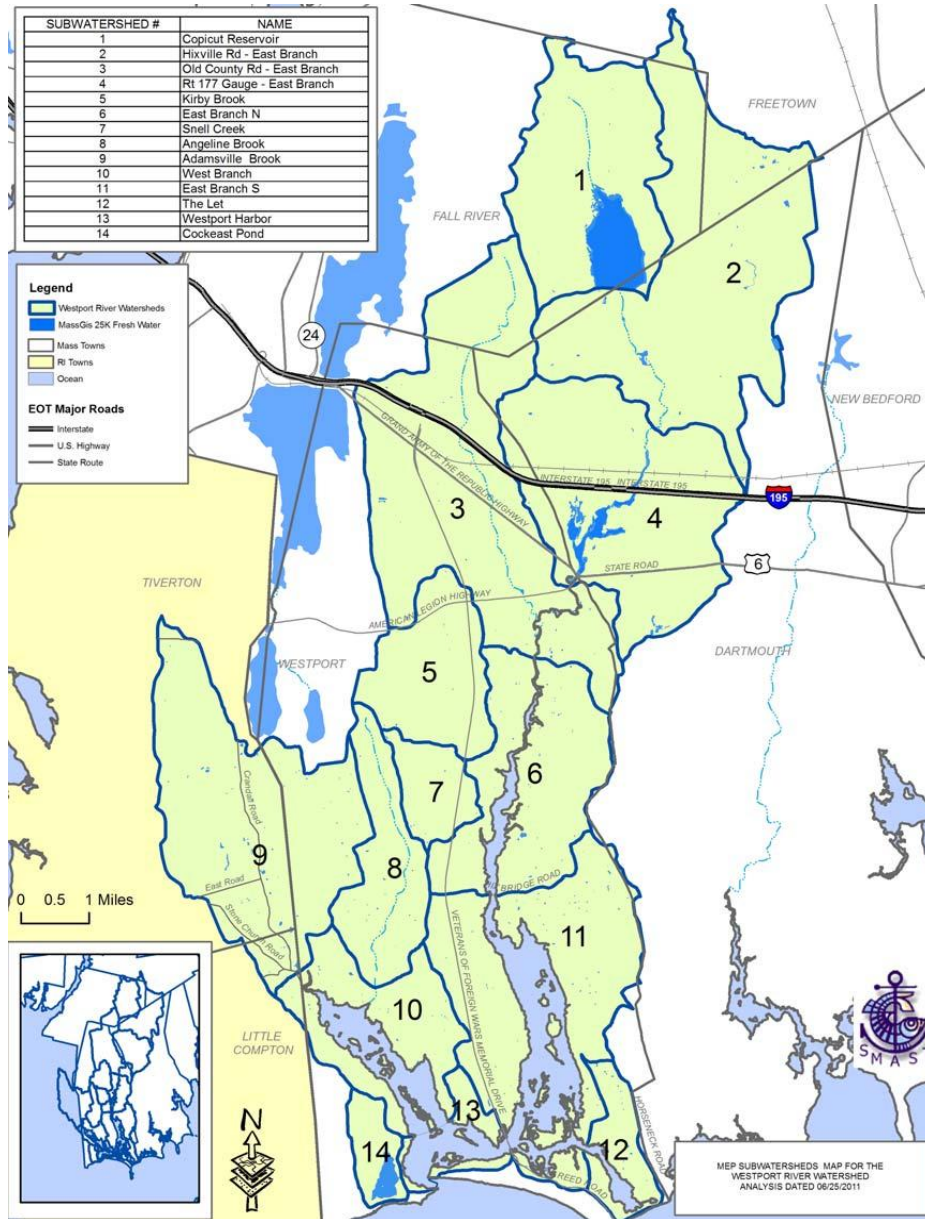 SUBWATERSHED # NAME
1 Copicut Reservoir
2 Hixville Rd - East Branch
3 Old County Rd - East Branch
4 Rt 177 Gauge - East Branch
5 Kirby Brook
6 East Branch N
7 Snell Creek
8 Angeline Brook
9 Adamsville Brook
10 West Branch
11 East Branch S
12 The Let
13 Westport Harbor
14 Cockeast Pond
FREETOWN
1
FALL RIVER
2
Legend
Westport River Watersheds
MassGis 25K Fresh Water
Mass Towns
RI Towns
Ocean
EOT Major Roads
Interstate
U.S. Highway
State Route
24
NEW BEDFORD
GRAND ARMY OF THE REPUBLIC HIGHWAY
INTERSTATE 195 INTERSTATE 195
195
3
4
STATE ROAD
6
TIVERTON
AMERICAN LEGION HIGHWAY
WESTPORT
DARTMOUTH
5
6
7
Crandall Road
8
9
East Road
BRIDGE ROAD
0 0.5 1 Miles
Stone Church Road
11
VETERANS OF FOREIGN WARS MEMORIAL DRIVE
10
LITTLE
COMPTON
SMAS
N
13
HORSENECK ROAD
14
12
REED ROAD
MEP SUBWATERSHEDS MAP FOR THE
WESTPORT RIVER WATERSHED
ANALYSIS DATED 06/25/2011